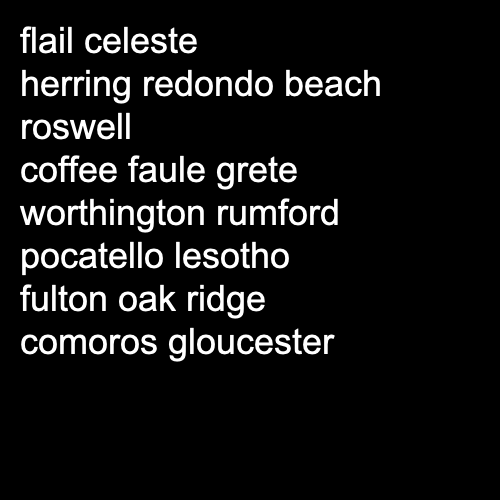 flail celeste
herring redondo beach
roswell
coffee faule grete
worthington rumford
pocatello lesotho
fulton oak ridge
comoros gloucester